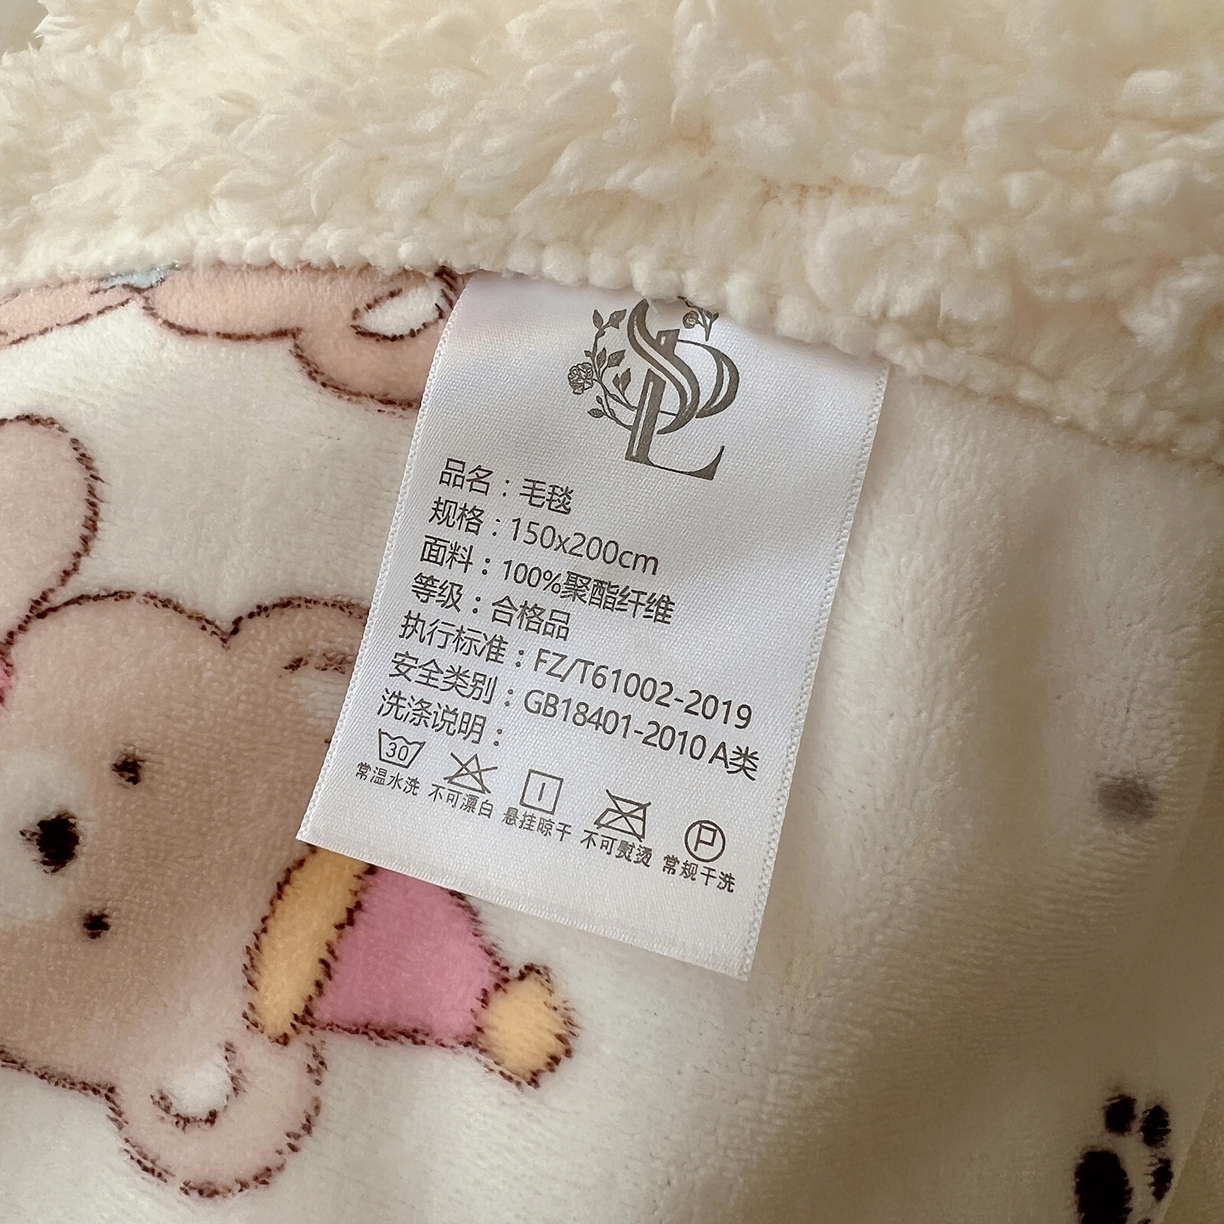 SPL
品名：毛毯
规格：150x200cm
面料：100%聚酯纤维
等级：合格品
执行标准：FZ/T61002-2019
安全类别：GB18401-2010 A类
洗涤说明：
30
P
常温水洗 不可漂白 悬挂晾干 不可熨烫 常规干洗